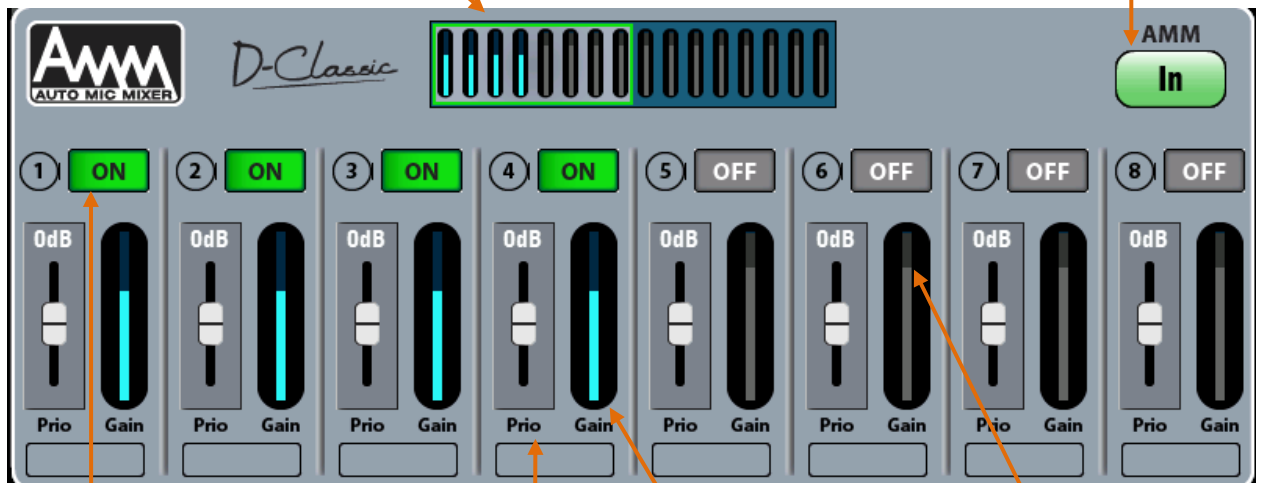 AMM
AUTO MIC MIXER
D-Classic
AMM
In
1 ON 2 ON 3 ON 4 ON 5 OFF 6 OFF 7 OFF 8 OFF
0dB 0dB 0dB 0dB 0dB 0dB 0dB 0dB
Prio Gain Prio Gain Prio Gain Prio Gain Prio Gain Prio Gain Prio Gain Prio Gain